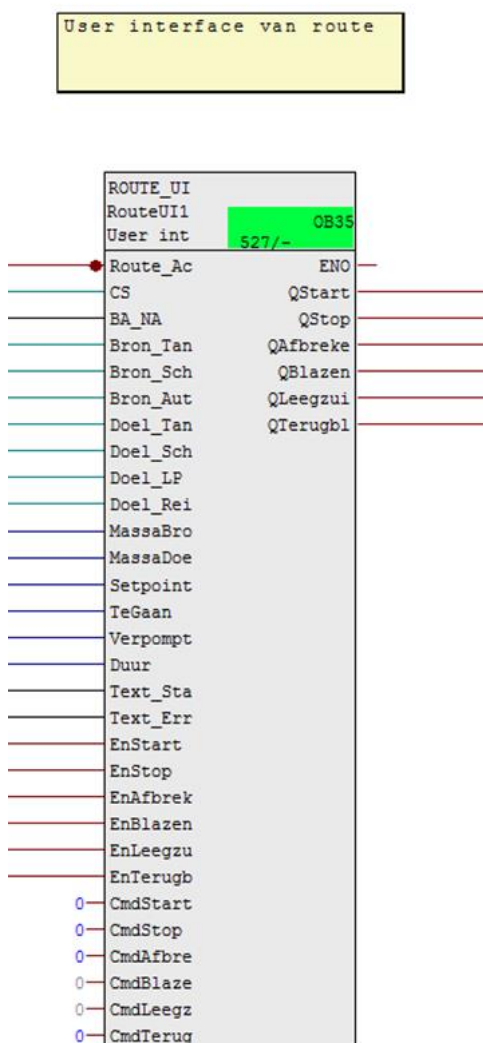 User interface van route
ROUTE_UI
RouteUI1
OB35
User int
527/-
Route_Ac ENO
CS QStart
BA_NA QStop
Bron_Tan QAfbreke
Bron_Sch QBlazen
Bron_Aut QLeegzui
Doel_Tan QTerugbl
Doel_Sch
Doel_LP
Doel_Rei
MassaBro
MassaDoe
Setpoint
TeGaan
Verpompt
Duur
Text_Sta
Text_Err
EnStart
EnStop
EnAfbrek
EnBlazen
EnLeegzu
EnTerugb
0 CmdStart
0 CmdStop
0 CmdAfbre
0 CmdBlaze
0 CmdLeegz
0 CmdTerug